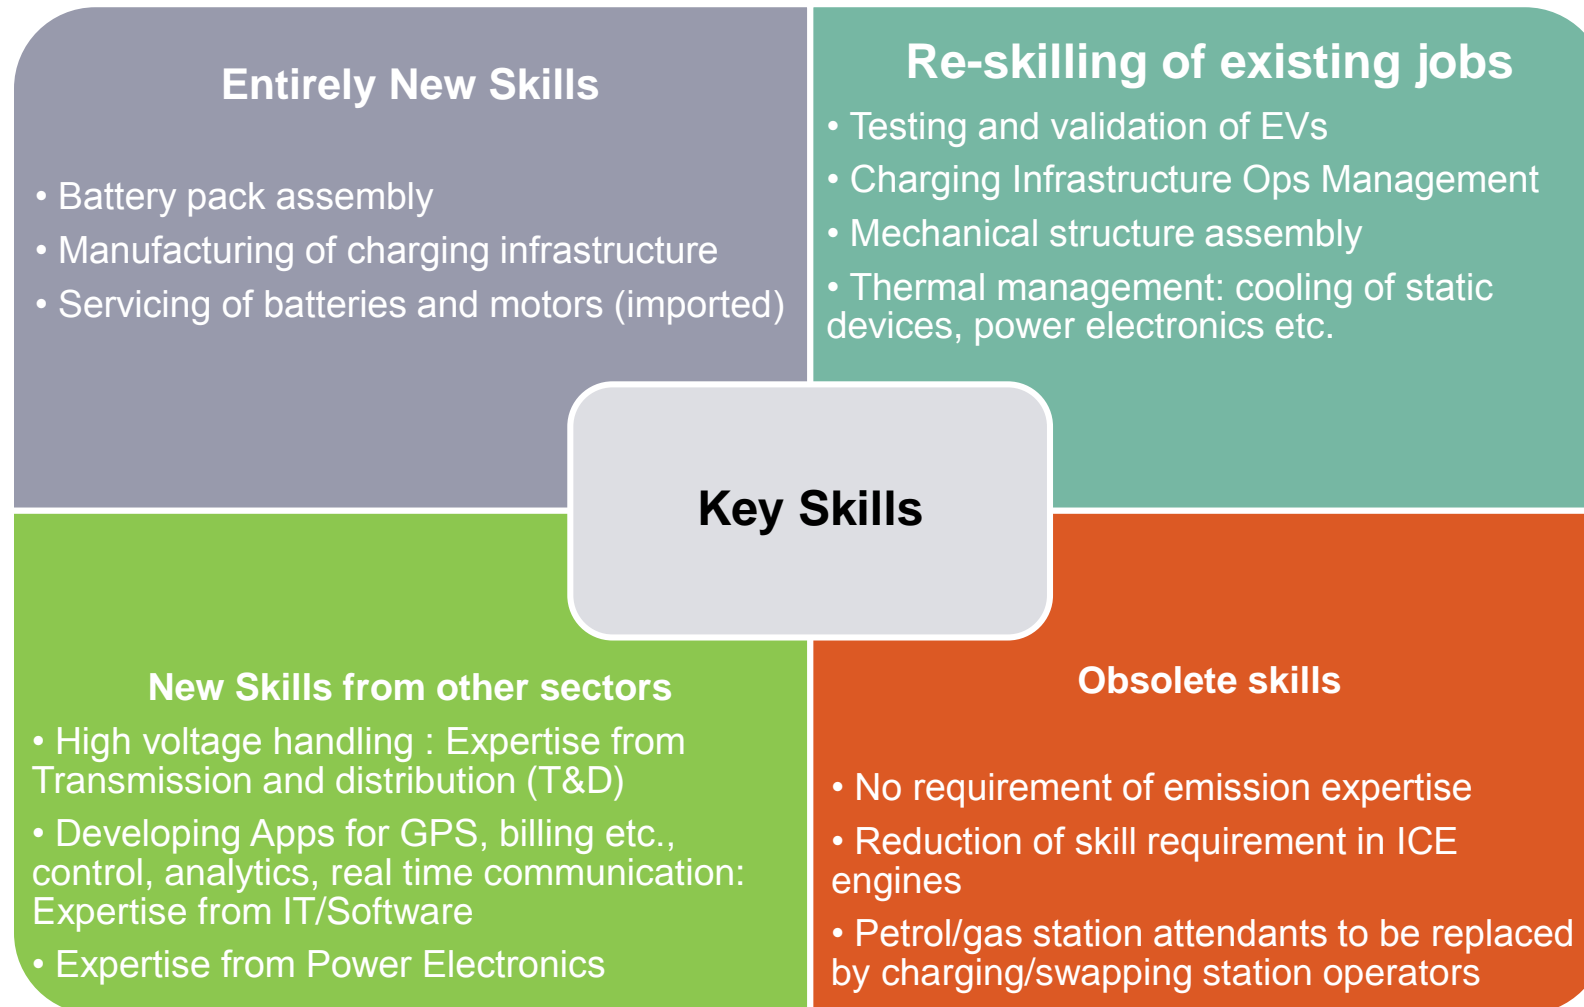 Entirely New Skills
• Battery pack assembly
• Manufacturing of charging infrastructure
• Servicing of batteries and motors (imported)
Re-skilling of existing jobs
• Testing and validation of EVs
• Charging Infrastructure Ops Management
• Mechanical structure assembly
• Thermal management: cooling of static
devices, power electronics etc.
Key Skills
New Skills from other sectors
• High voltage handling : Expertise from
Transmission and distribution (T&D)
• Developing Apps for GPS, billing etc.,
control, analytics, real time communication:
Expertise from IT/Software
• Expertise from Power Electronics
Obsolete skills
• No requirement of emission expertise
• Reduction of skill requirement in ICE
engines
• Petrol/gas station attendants to be replaced
by charging/swapping station operators